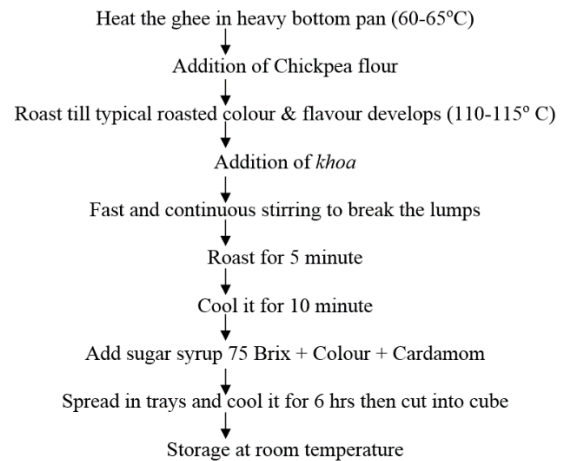 Heat the ghee in heavy bottom pan (60-65ºC)
Addition of Chickpea flour
Roast till typical roasted colour & flavour develops (110-115º C)
Addition of khoa
Fast and continuous stirring to break the lumps
Roast for 5 minute
Cool it for 10 minute
Add sugar syrup 75 Brix + Colour + Cardamom
Spread in trays and cool it for 6 hrs then cut into cube
Storage at room temperature